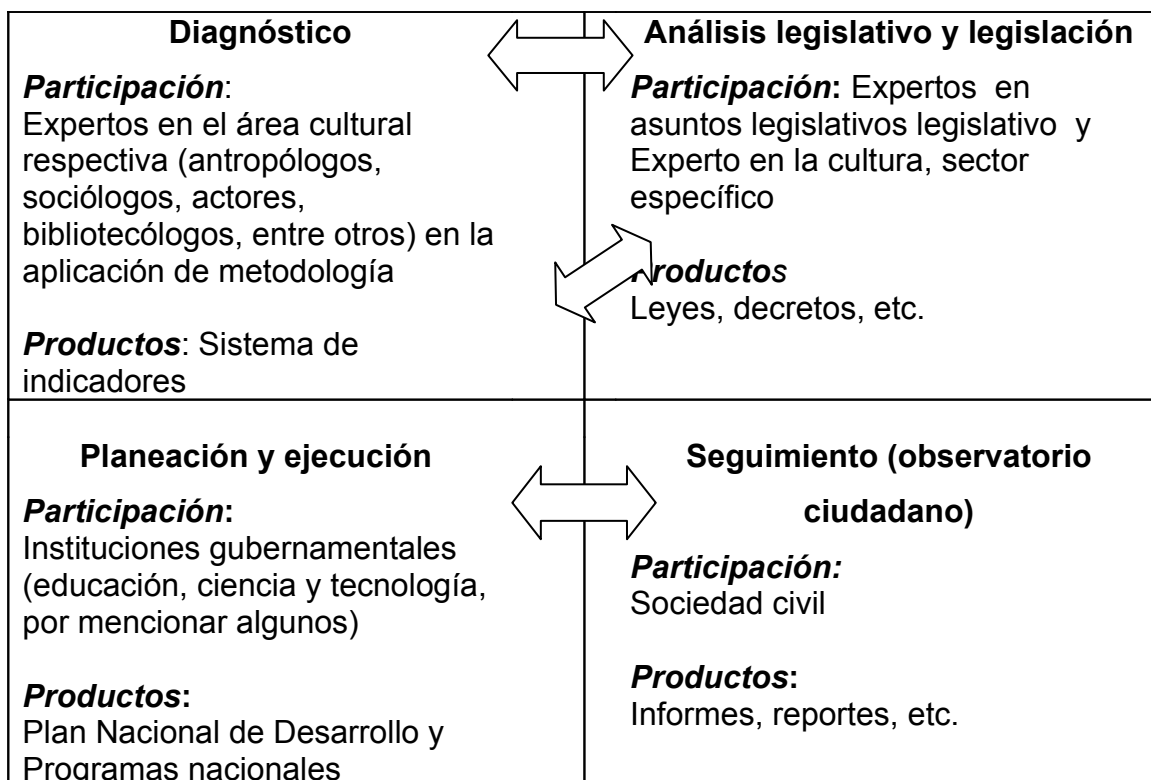 Diagnóstico
Participación:
Expertos en el área cultural
respectiva (antropólogos,
sociólogos, actores,
bibliotecólogos, entre otros) en la
aplicación de metodología
Productos: Sistema de
indicadores
Análisis legislativo y legislación
Participación: Expertos en
asuntos legislativos legislativo y
Experto en la cultura, sector
específico
Productos
Leyes, decretos, etc.
Planeación y ejecución
Participación:
Instituciones gubernamentales
(educación, ciencia y tecnología,
por mencionar algunos)
Productos:
Plan Nacional de Desarrollo y
Programas nacionales
Seguimiento (observatorio
ciudadano)
Participación:
Sociedad civil
Productos:
Informes, reportes, etc.